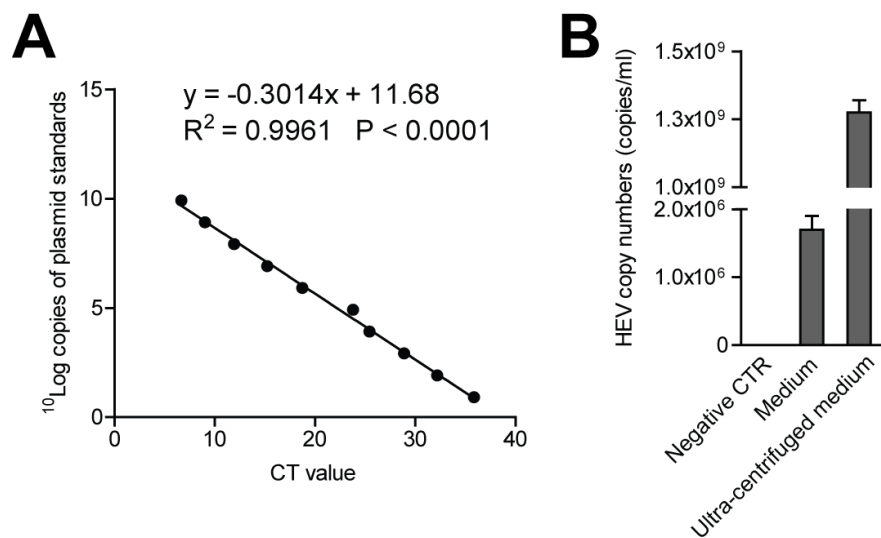 A
y = -0.3014x + 11.68
R² = 0.9961 P < 0.0001
¹⁰Log copies of plasmid standards
15
10
5
0
0 10 20 30 40
CT value
B
HEV copy numbers (copies/ml)
1.5x10⁹
1.3x10⁹
1.0x10⁹
2.0x10⁶
1.0x10⁶
0
Negative CTR
Medium
Ultra-centrifuged medium